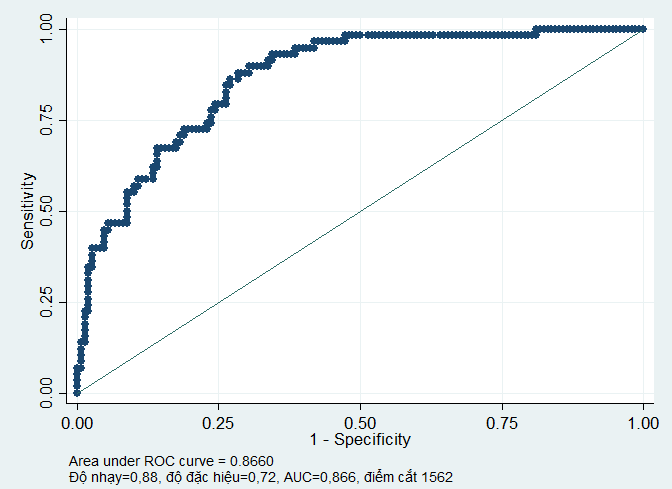 1.00
0.75
0.50
0.25
0.00
Sensitivity
0.00 0.25 0.50 0.75 1.00
1 - Specificity
Area under ROC curve = 0.8660
Độ nhạy=0,88, độ đặc hiệu=0,72, AUC=0,866, điểm cắt 1562